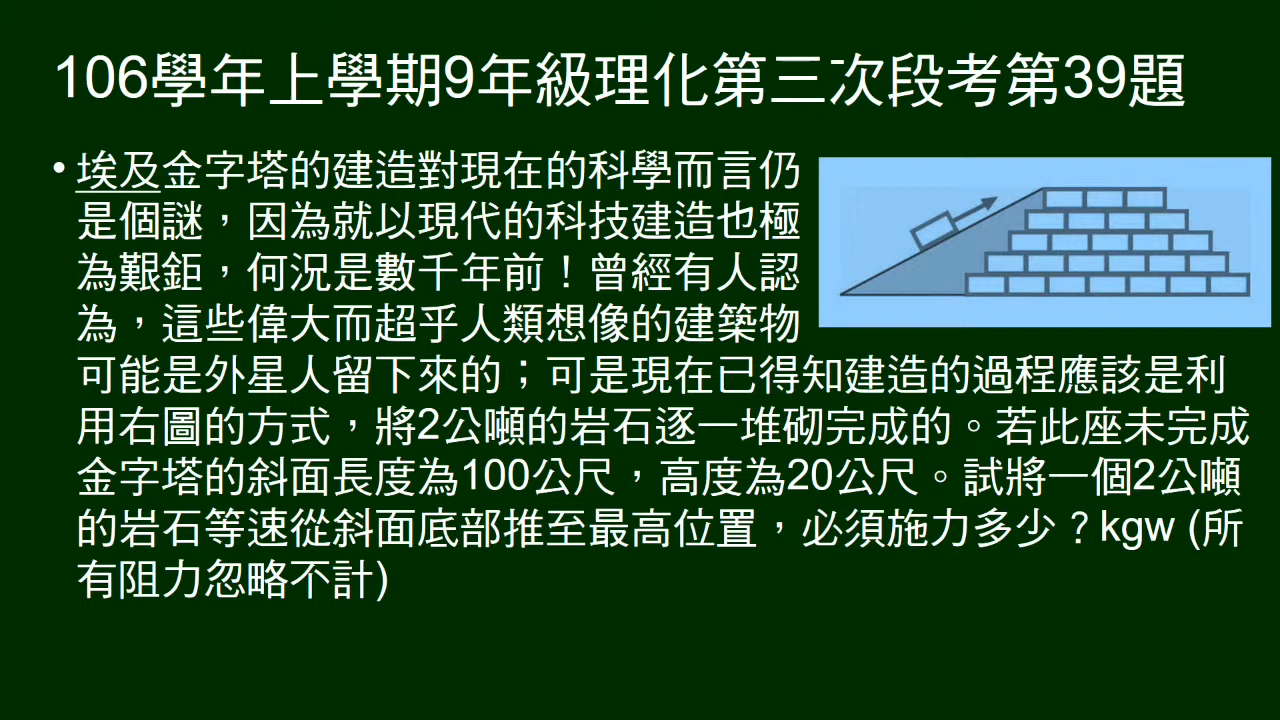 106學年上學期9年級理化第三次段考第39題
• 埃及金字塔的建造對現在的科學而言仍
是個謎，因為就以現代的科技建造也極
為艱鉅，何況是數千年前！曾經有人認
為，這些偉大而超乎人類想像的建築物
可能是外星人留下來的；可是現在已得知建造的過程應該是利
用右圖的方式，將2公噸的岩石逐一堆砌完成的。若此座未完成
金字塔的斜面長度為100公尺，高度為20公尺。試將一個2公噸
的岩石等速從斜面底部推至最高位置，必須施力多少？kgw (所
有阻力忽略不計)